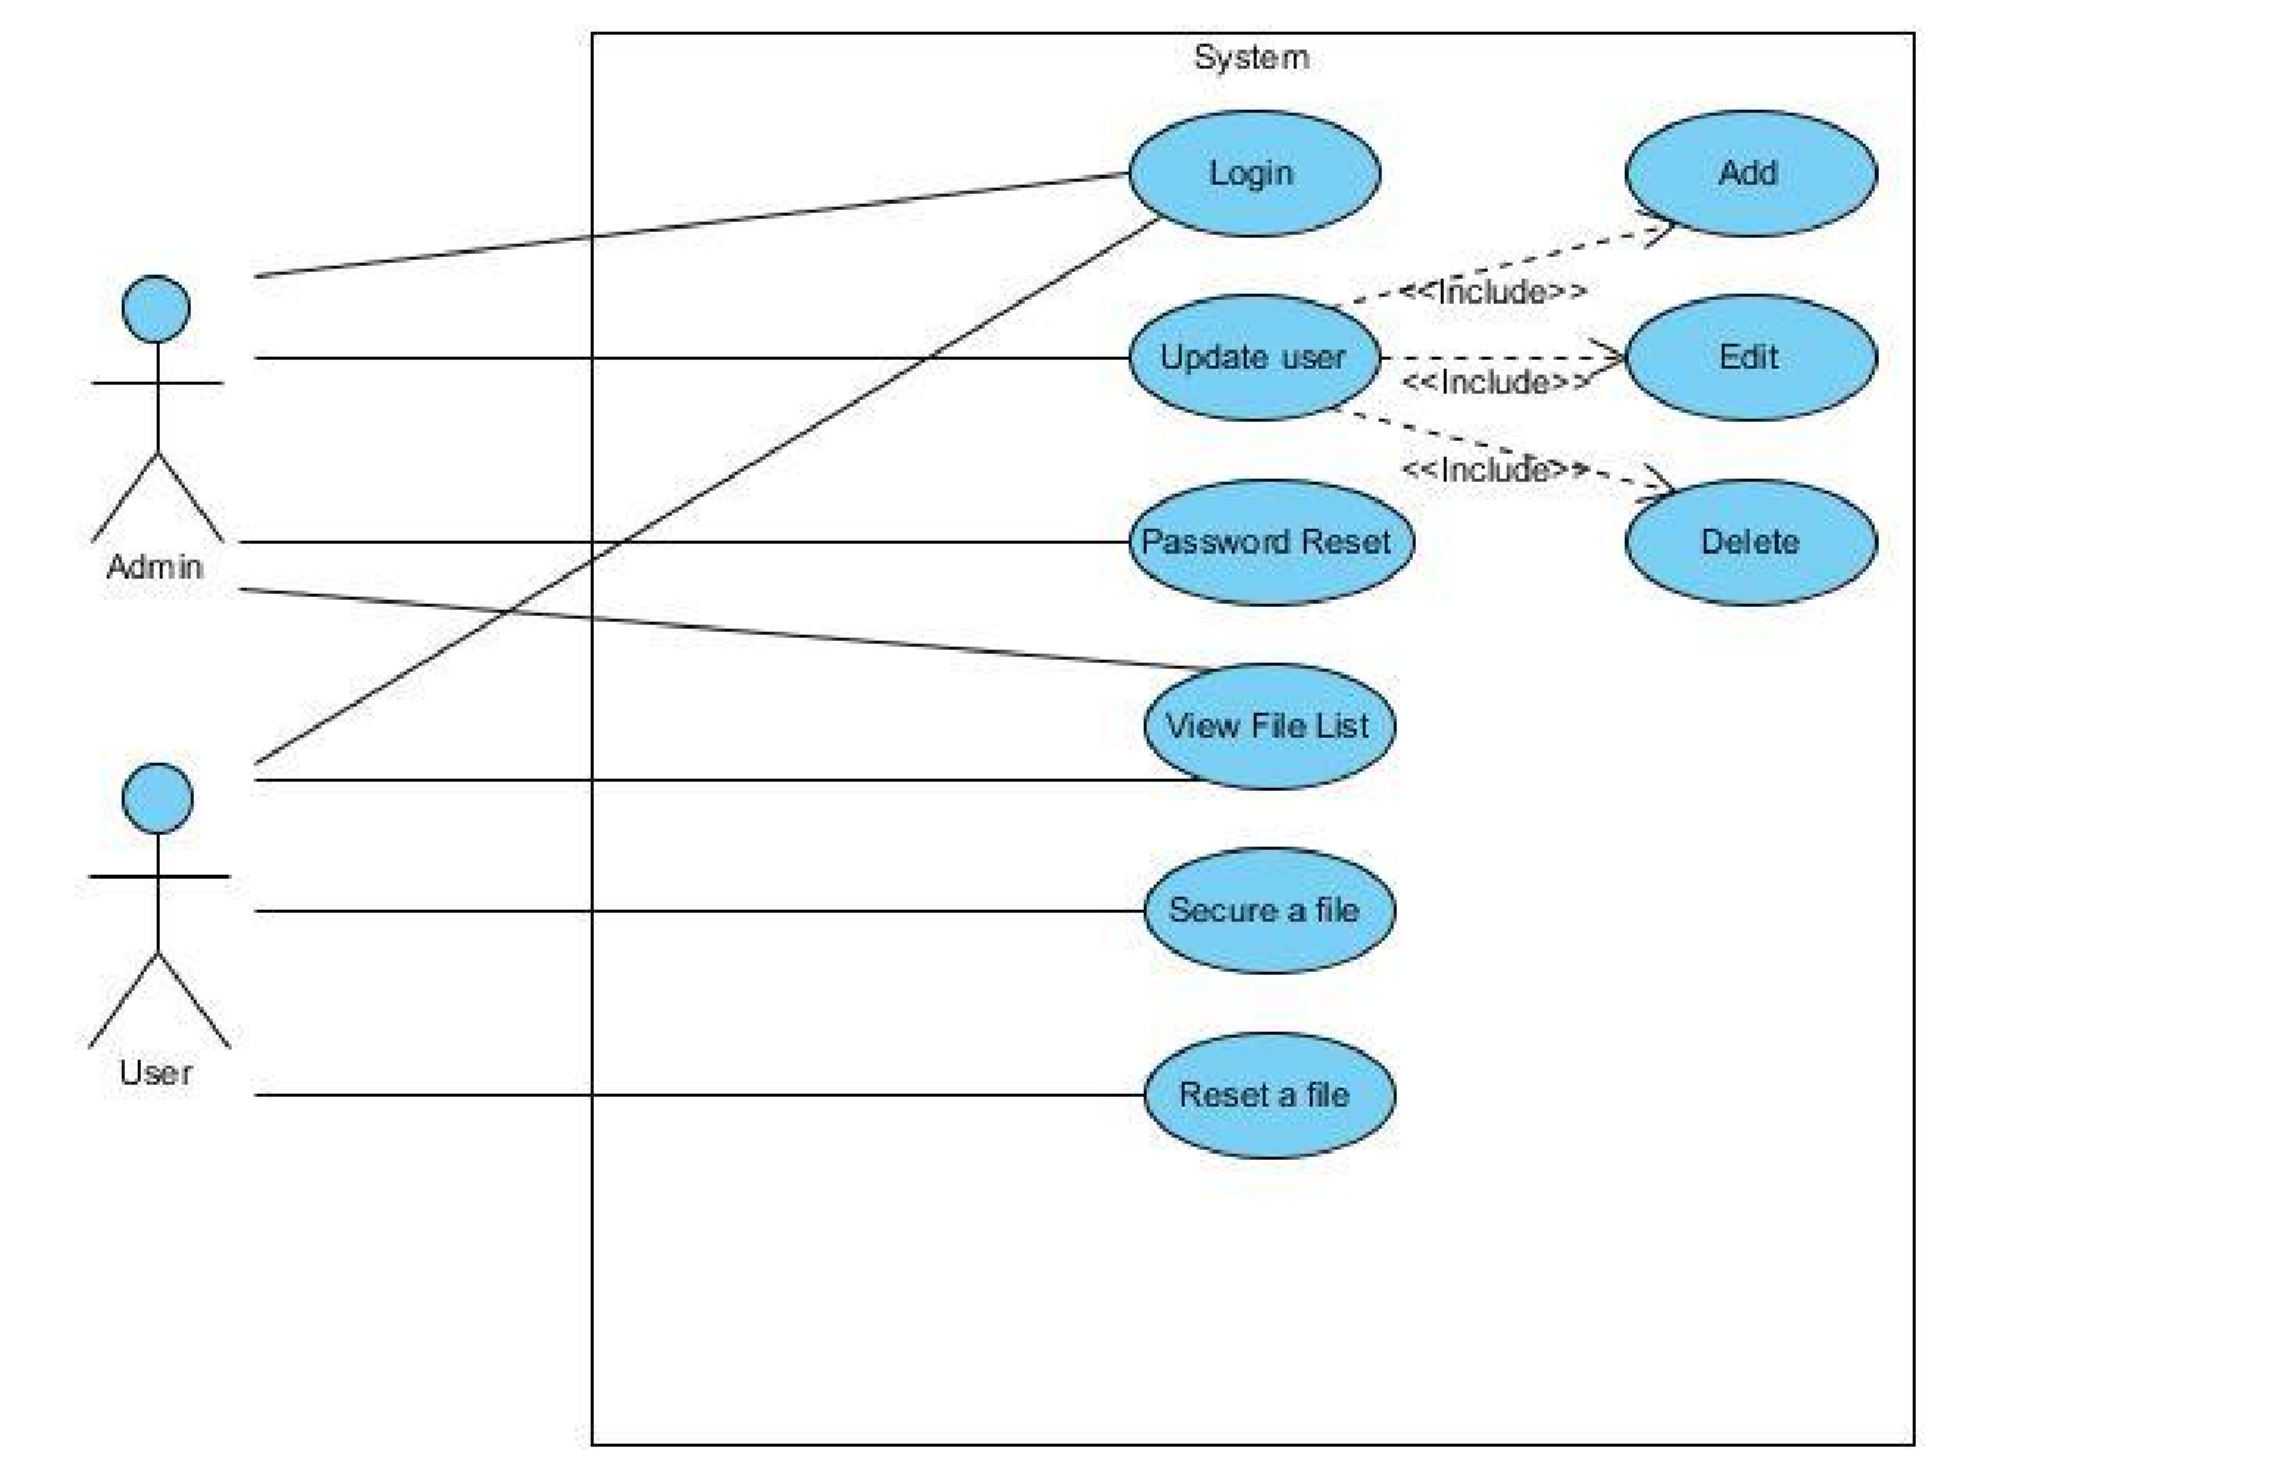 System
Login
Add
<<Include>>
Update user
Edit
<<Include>>
<<Include>>
Password Reset
Delete
Admin
View File List
Secure a file
User
Reset a file